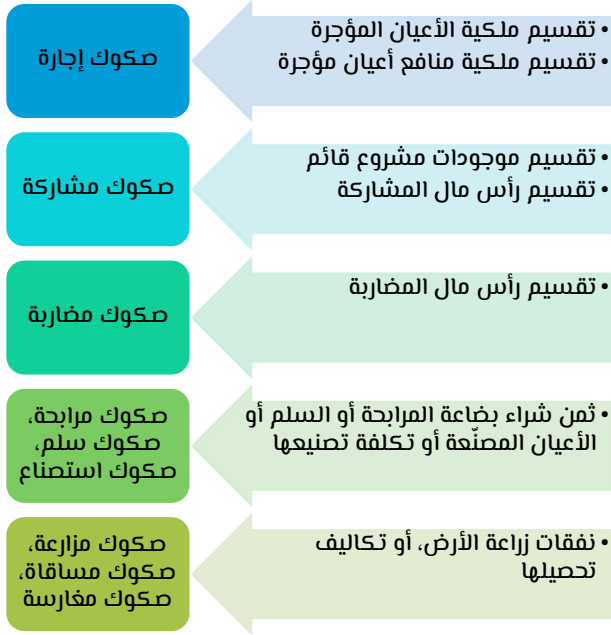 • تقسيم ملكية الأعيان المؤجرة
• تقسيم ملكية منافع أعيان مؤجرة
صكوك إجارة
• تقسيم موجودات مشروع قائم
• تقسيم رأس مال المشاركة
صكوك مشاركة
• تقسيم رأس مال المضاربة
صكوك مضاربة
• ثمن شراء بضاعة المرابحة أو السلم أو
الأعيان المصنّعة أو تكلفة تصنيعها
صكوك مرابحة،
صكوك سلم،
صكوك استصناع
• نفقات زراعة الأرض، أو تكاليف
تحصيلها
صكوك مزارعة،
صكوك مساقاة،
صكوك مغارسة